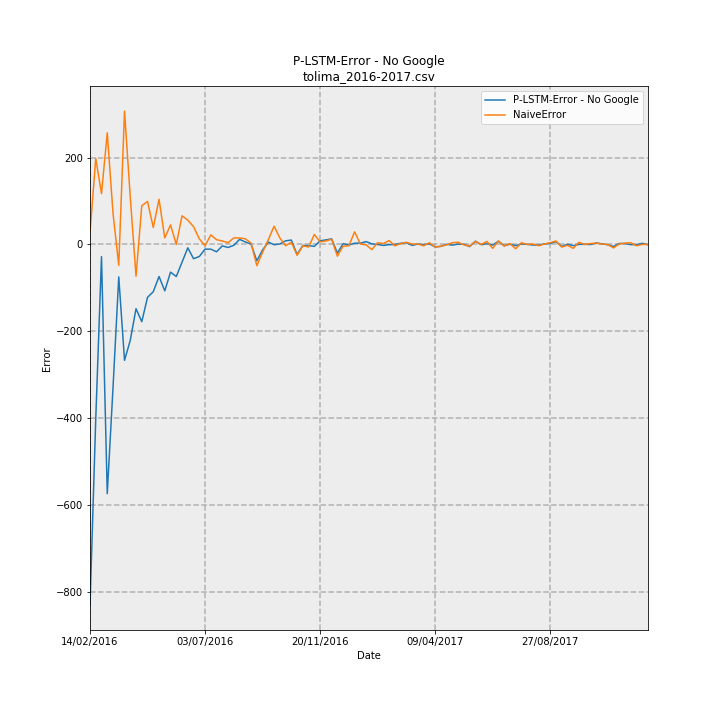 P-LSTM-Error - No Google
tolima_2016-2017.csv
P-LSTM-Error - No Google
NaiveError
200
0
−200
−400
−600
−800
Error
14/02/2016 03/07/2016 20/11/2016 09/04/2017 27/08/2017
Date